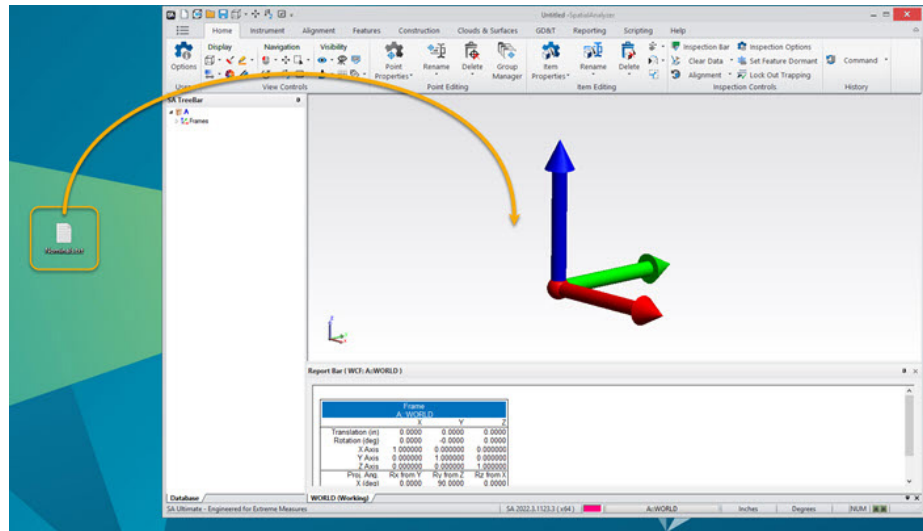 Untitled - SpatialAnalyzer
Home Instrument Alignment Features Construction Clouds & Surfaces GD&T Reporting Scripting Help
Display Navigation Visibility
Inspection Bar Inspection Options
Options Point Properties Rename Delete Group Manager Item Properties Rename Delete
Clear Data Set Feature Dormant Command
Alignment Lock Out Trapping
View Controls Point Editing Item Editing Inspection Controls History
SA TreeBar
A
Frames
Report Bar ( WCF: A::WORLD )
Frame
A::WORLD
X Y Z
Translation (in) 0.0000 0.0000 0.0000
Rotation (deg) 0.0000 -0.0000 0.0000
X Axis 1.000000 0.000000 0.000000
Y Axis 0.000000 1.000000 0.000000
Z Axis 0.000000 0.000000 1.000000
Proj. Ang. Rx from Y Ry from Z Rz from X
X (deg) 0.0000 90.0000 0.0000
Database WORLD (Working)
SA Ultimate - Engineered for Extreme Measures SA 2022.3.1123.3 ( x64 ) A::WORLD Inches Degrees NUM